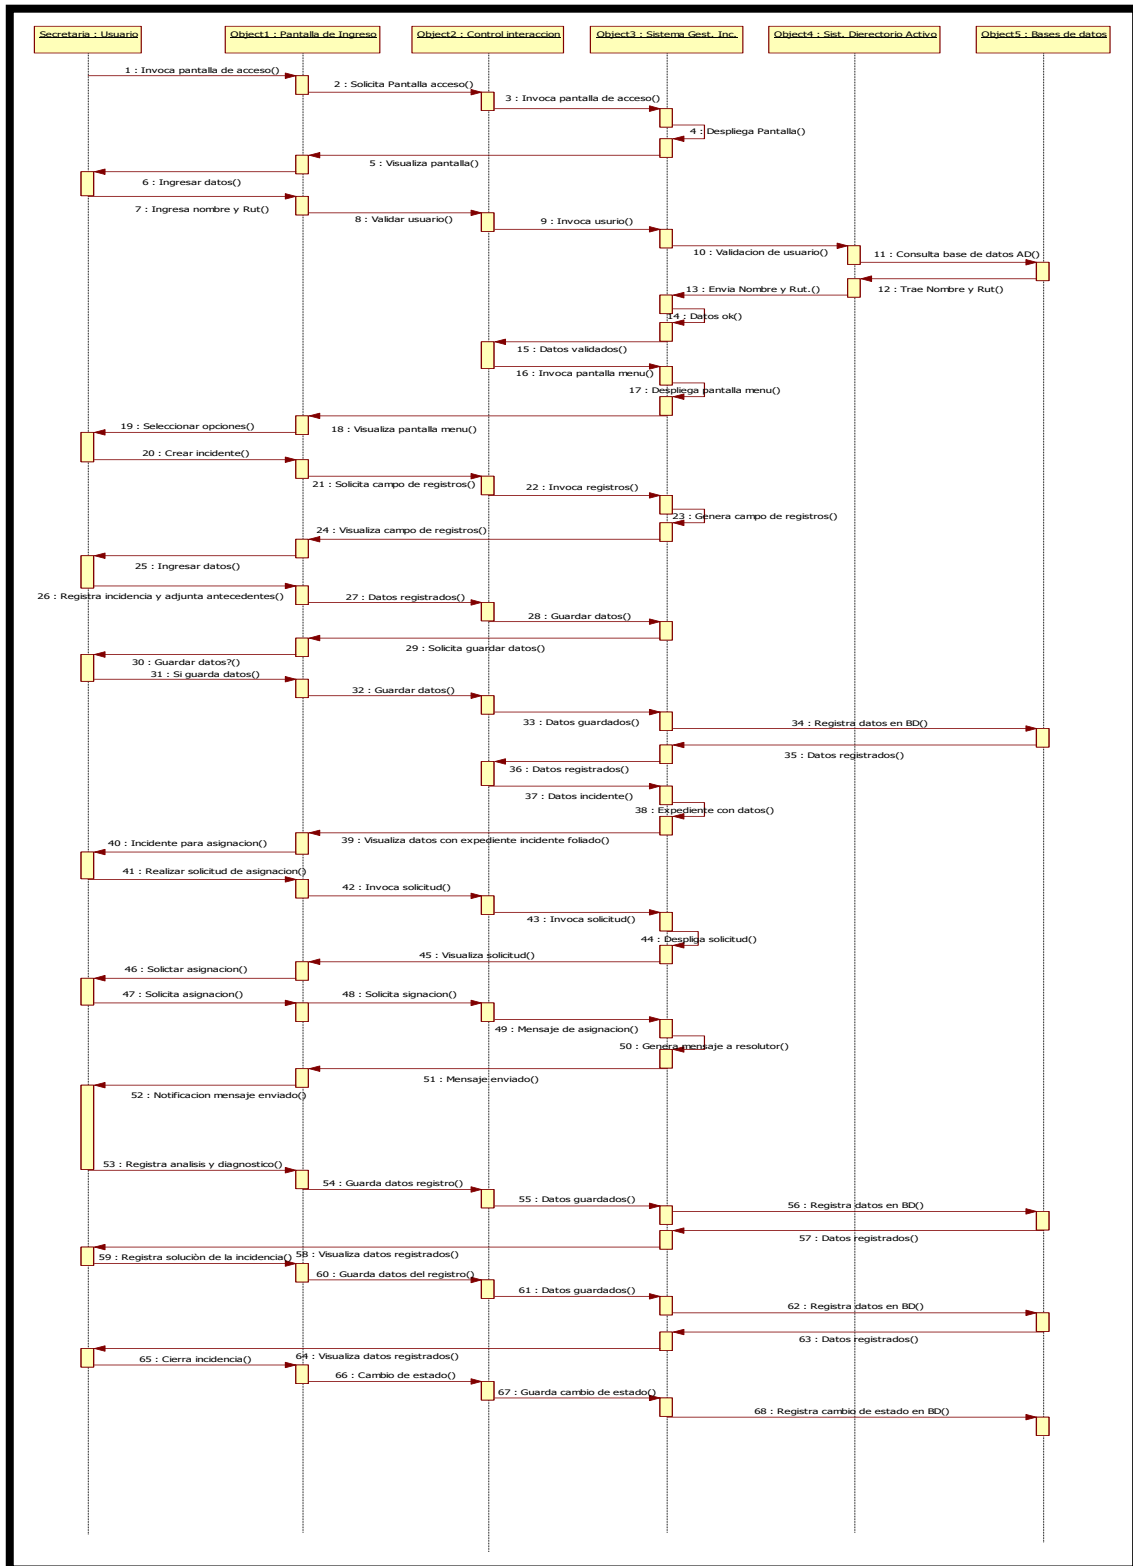 Secretaria : Usuario
Object1 : Pantalla de Ingreso
Object2 : Control interaccion
Object3 : Sistema Gest. Inc.
Object4 : Sist. Dierectorio Activo
Object5 : Bases de datos
1 : Invoca pantalla de acceso()
2 : Solicita Pantalla acceso()
3 : Invoca pantalla de acceso()
4 : Despliega Pantalla()
5 : Visualiza pantalla()
6 : Ingresar datos()
7 : Ingresa nombre y Rut()
8 : Validar usuario()
9 : Invoca usurio()
10 : Validacion de usuario()
11 : Consulta base de datos AD()
12 : Trae Nombre y Rut()
13 : Envia Nombre y Rut.()
14 : Datos ok()
15 : Datos validados()
16 : Invoca pantalla menu()
17 : Despliega pantalla menu()
18 : Visualiza pantalla menu()
19 : Seleccionar opciones()
20 : Crear incidente()
21 : Solicita campo de registros()
22 : Invoca registros()
23 : Genera campo de registros()
24 : Visualiza campo de registros()
25 : Ingresar datos()
26 : Registra incidencia y adjunta antecedentes()
27 : Datos registrados()
28 : Guardar datos()
29 : Solicita guardar datos()
30 : Guardar datos?()
31 : Si guarda datos()
32 : Guardar datos()
33 : Datos guardados()
34 : Registra datos en BD()
35 : Datos registrados()
36 : Datos registrados()
37 : Datos incidente()
38 : Expediente con datos()
39 : Visualiza datos con expediente incidente foliado()
40 : Incidente para asignacion()
41 : Realizar solicitud de asignacion()
42 : Invoca solicitud()
43 : Invoca solicitud()
44 : Despliga solicitud()
45 : Visualiza solicitud()
46 : Solictar asignacion()
47 : Solicita asignacion()
48 : Solicita signacion()
49 : Mensaje de asignacion()
50 : Genera mensaje a resolutor()
51 : Mensaje enviado()
52 : Notificacion mensaje enviado()
53 : Registra analisis y diagnostico()
54 : Guarda datos registro()
55 : Datos guardados()
56 : Registra datos en BD()
57 : Datos registrados()
58 : Visualiza datos registrados()
59 : Registra soluciòn de la incidencia()
60 : Guarda datos del registro()
61 : Datos guardados()
62 : Registra datos en BD()
63 : Datos registrados()
64 : Visualiza datos registrados()
65 : Cierra incidencia()
66 : Cambio de estado()
67 : Guarda cambio de estado()
68 : Registra cambio de estado en BD()